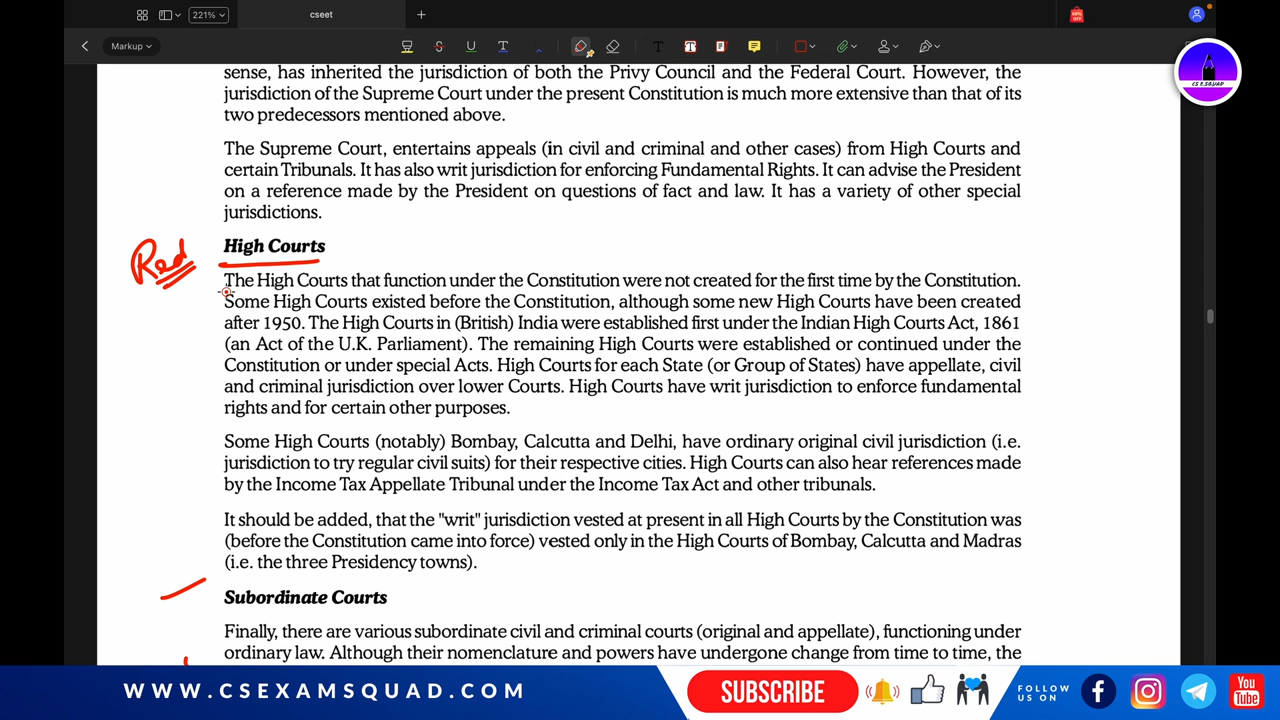 221%
cseet
60% OFF
Markup
CS E.SQUAD
sense, has inherited the jurisdiction of both the Privy Council and the Federal Court. However, the
jurisdiction of the Supreme Court under the present Constitution is much more extensive than that of its
two predecessors mentioned above.
The Supreme Court, entertains appeals (in civil and criminal and other cases) from High Courts and
certain Tribunals. It has also writ jurisdiction for enforcing Fundamental Rights. It can advise the President
on a reference made by the President on questions of fact and law. It has a variety of other special
jurisdictions.
Red
High Courts
The High Courts that function under the Constitution were not created for the first time by the Constitution.
Some High Courts existed before the Constitution, although some new High Courts have been created
after 1950. The High Courts in (British) India were established first under the Indian High Courts Act, 1861
(an Act of the U.K. Parliament). The remaining High Courts were established or continued under the
Constitution or under special Acts. High Courts for each State (or Group of States) have appellate, civil
and criminal jurisdiction over lower Courts. High Courts have writ jurisdiction to enforce fundamental
rights and for certain other purposes.
Some High Courts (notably) Bombay, Calcutta and Delhi, have ordinary original civil jurisdiction (i.e.
jurisdiction to try regular civil suits) for their respective cities. High Courts can also hear references made
by the Income Tax Appellate Tribunal under the Income Tax Act and other tribunals.
It should be added, that the "writ" jurisdiction vested at present in all High Courts by the Constitution was
(before the Constitution came into force) vested only in the High Courts of Bombay, Calcutta and Madras
(i.e. the three Presidency towns).
Subordinate Courts
Finally, there are various subordinate civil and criminal courts (original and appellate), functioning under
ordinary law. Although their nomenclature and powers have undergone change from time to time, the
WWW.CSEXAMSQUAD.COM
SUBSCRIBE
FOLLOW
US ON
You
Tube